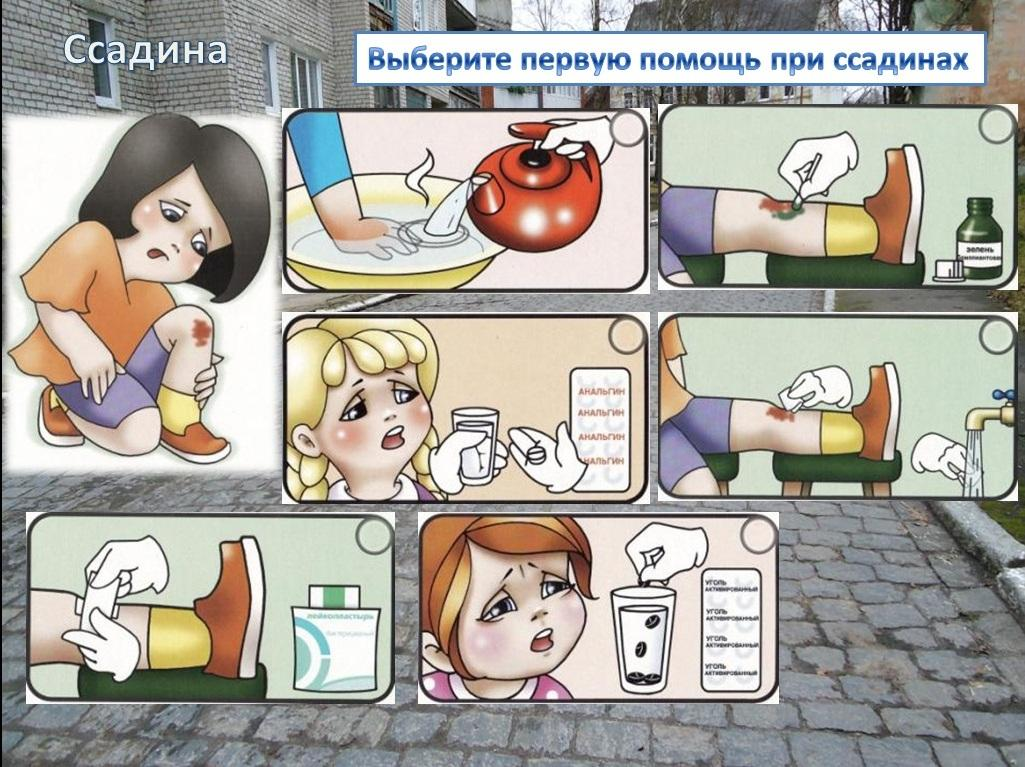 Ссадина
Выберите первую помощь при ссадинах
зелень
АНАЛЬГИН
АНАЛЬГИН
АНАЛЬГИН
АНАЛЬГИН
лейкопластырь
бактерицидный
УГОЛЬ
АКТИВИРОВАННЫЙ
УГОЛЬ
АКТИВИРОВАННЫЙ
УГОЛЬ
АКТИВИРОВАННЫЙ
УГОЛЬ
АКТИВИРОВАННЫЙ